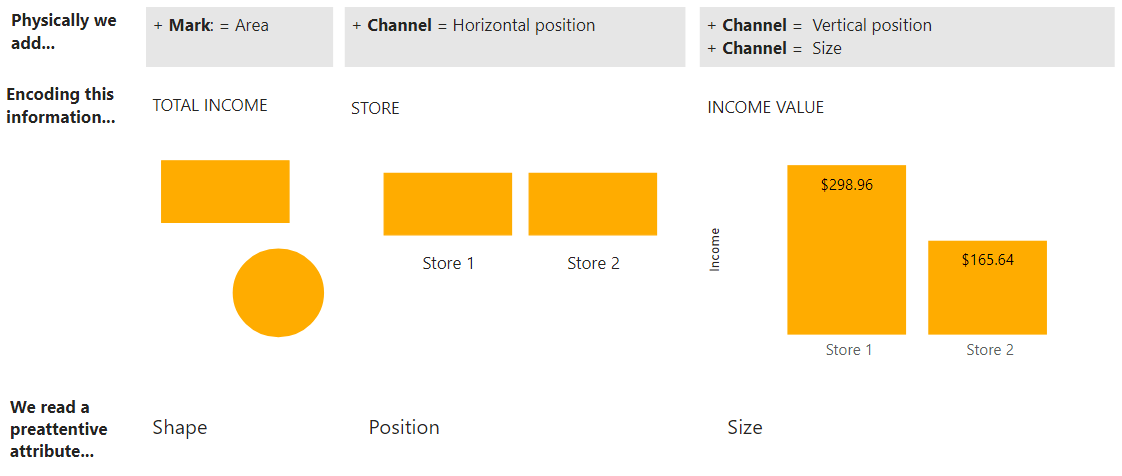 Physically we
add...
+ Mark: = Area
+ Channel = Horizontal position
+ Channel = Vertical position
+ Channel = Size
Encoding this
information...
TOTAL INCOME
STORE
INCOME VALUE
Store 1
Store 2
Income
$298.96
$165.64
Store 1
Store 2
We read a
preattentive
attribute...
Shape
Position
Size